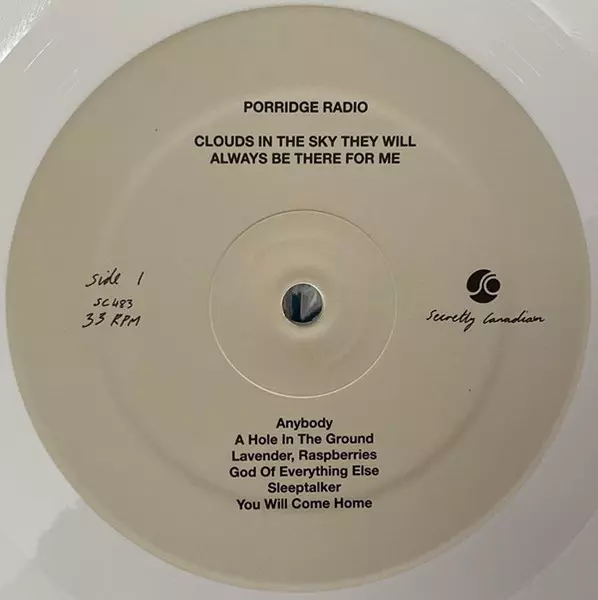 PORRIDGE RADIO
CLOUDS IN THE SKY THEY WILL
ALWAYS BE THERE FOR ME
Side 1
SC483
33 RPM
Secretly Canadian
Anybody
A Hole In The Ground
Lavender, Raspberries
God Of Everything Else
Sleeptalker
You Will Come Home